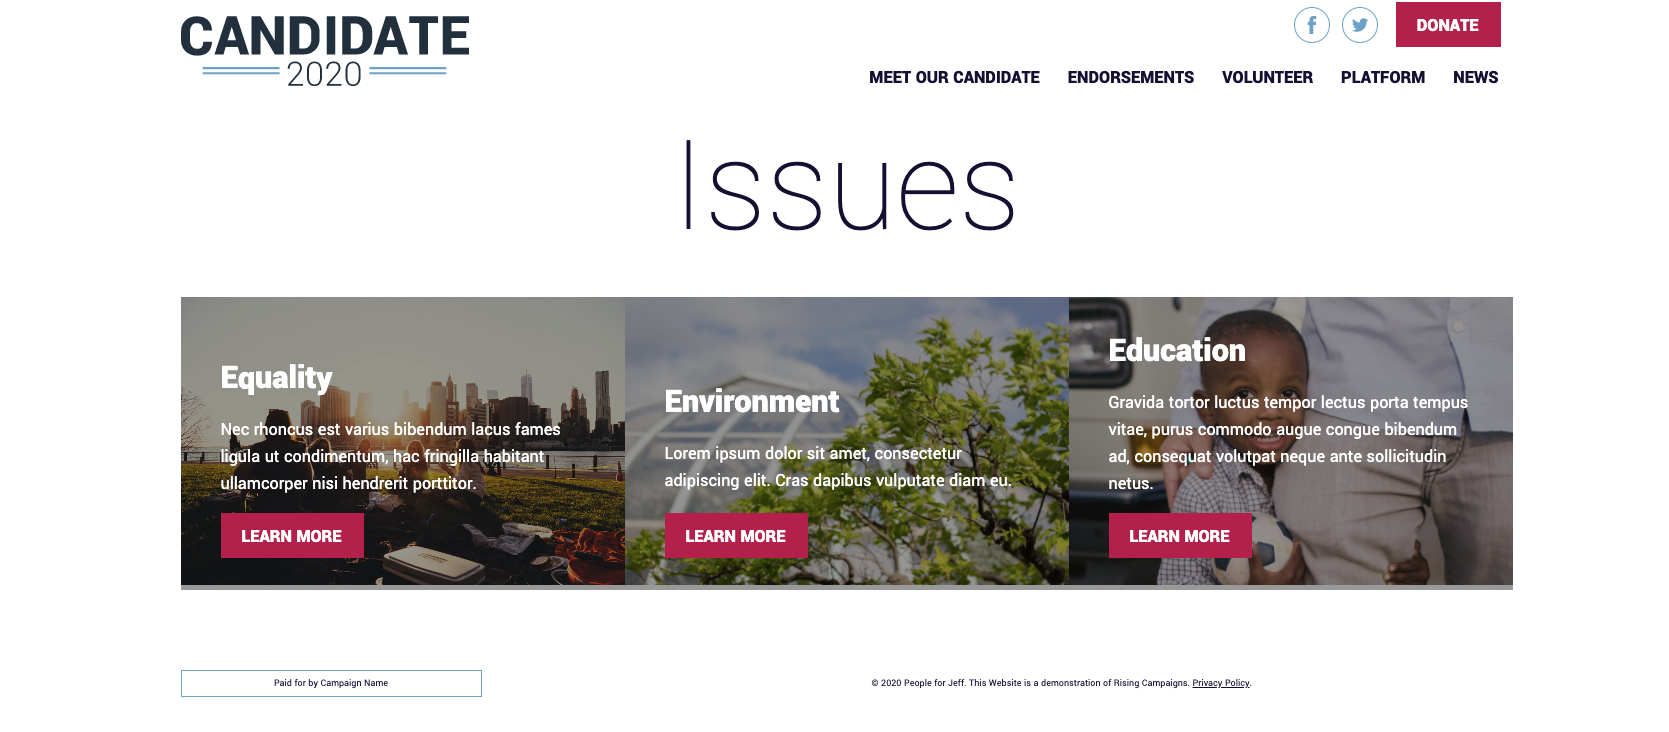 CANDIDATE
2020
DONATE
MEET OUR CANDIDATE ENDORSEMENTS VOLUNTEER PLATFORM NEWS
Issues
Equality
Nec rhoncus est varius bibendum lacus fames
ligula ut condimentum, hac fringilla habitant
ullamcorper nisi hendrerit porttitor.
LEARN MORE
Environment
Lorem ipsum dolor sit amet, consectetur
adipiscing elit. Cras dapibus vulputate diam eu.
LEARN MORE
Education
Gravida tortor luctus tempor lectus porta tempus
vitae, purus commodo augue congue bibendum
ad, consequat volutpat neque ante sollicitudin
netus.
LEARN MORE
Paid for by Campaign Name
© 2020 People for Jeff. This Website is a demonstration of Rising Campaigns. Privacy Policy.